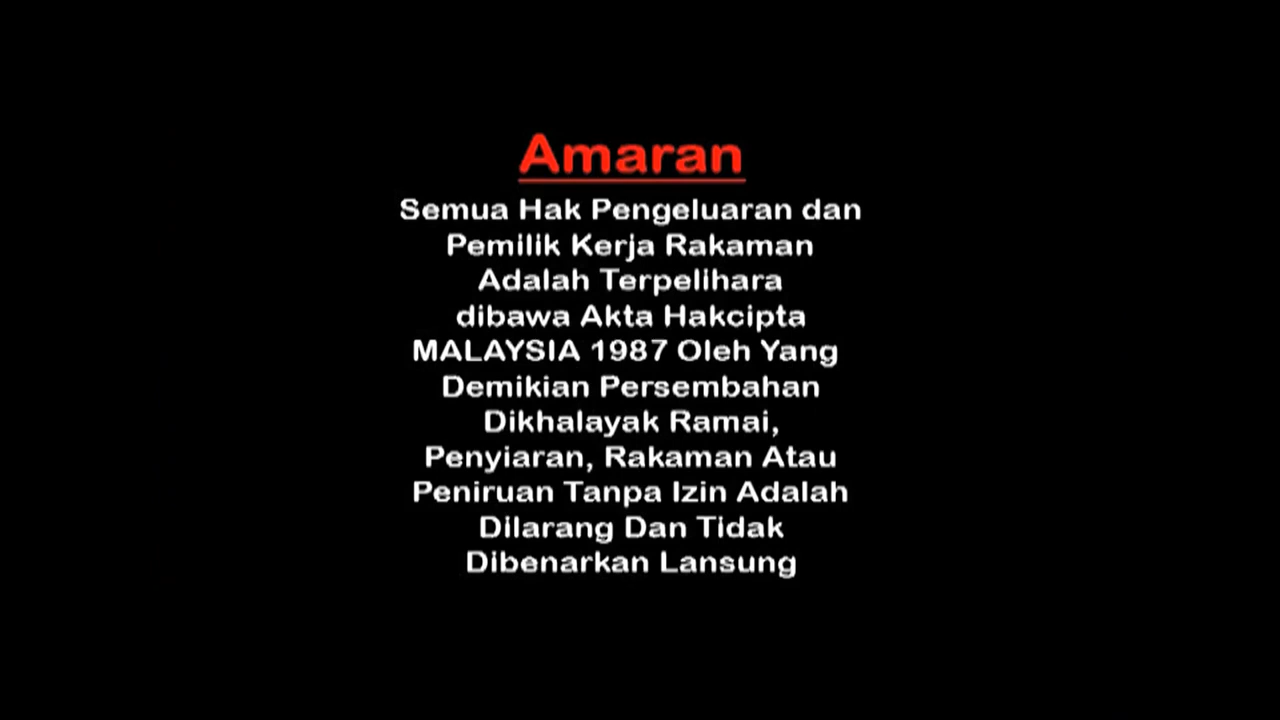 Amaran
Semua Hak Pengeluaran dan
Pemilik Kerja Rakaman
Adalah Terpelihara
dibawa Akta Hakcipta
MALAYSIA 1987 Oleh Yang
Demikian Persembahan
Dikhalayak Ramai,
Penyiaran, Rakaman Atau
Peniruan Tanpa Izin Adalah
Dilarang Dan Tidak
Dibenarkan Lansung